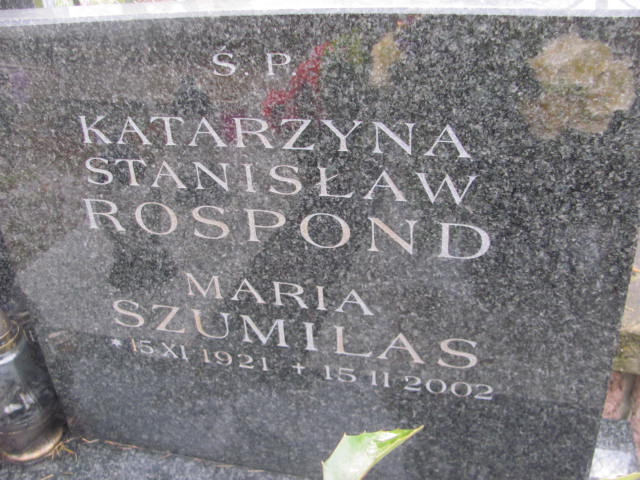 Ś. P.
KATARZYNA
STANISŁAW
ROSPOND
MARIA
SZUMILAS
* 15 XI 1921 + 15 11 2002